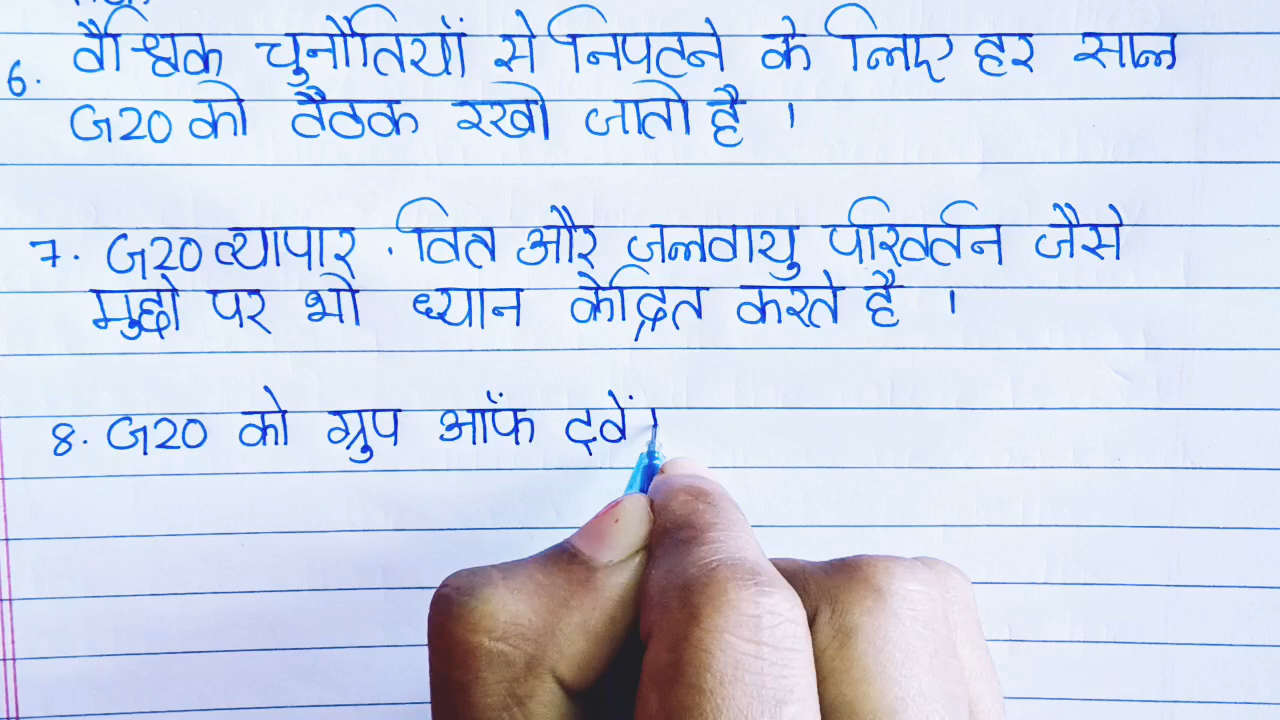 6. वैश्विक चुनौतियों से निपटने के लिए हर साल
G20 की बैठक रखी जाती है ।
7. G20 व्यापार . वित और जलवायु परिवर्तन जैसे
मुद्दो पर भी ध्यान केद्रित करते है ।
8. G20 को ग्रुप ऑफ ट्वें